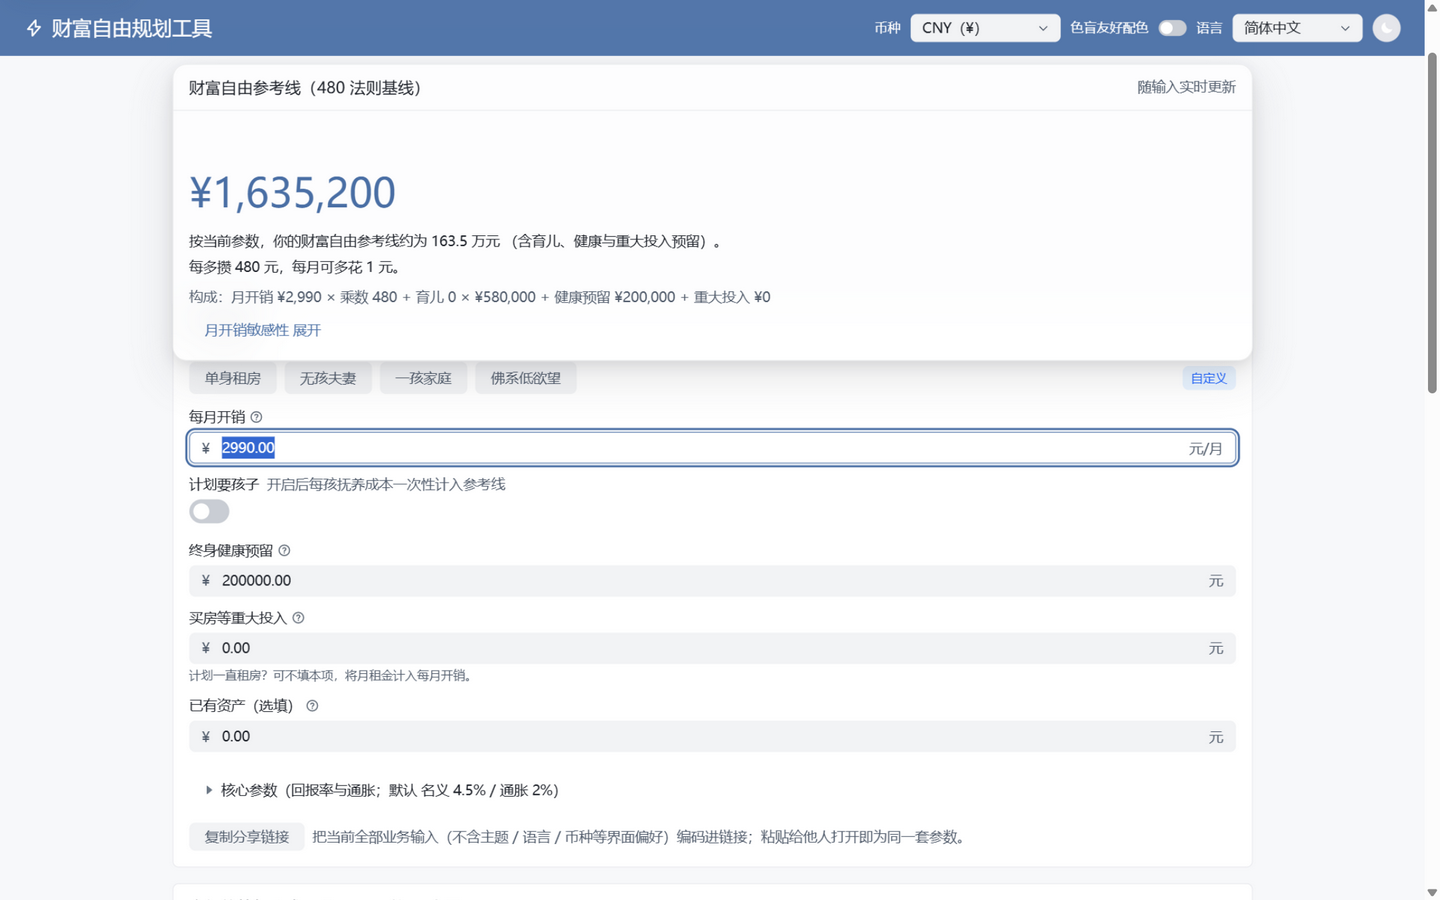 财富自由规划工具
币种 CNY（¥） 色盲友好配色 语言 简体中文
财富自由参考线（480 法则基线） 随输入实时更新
¥1,635,200
按当前参数，你的财富自由参考线约为 163.5 万元 （含育儿、健康与重大投入预留）。
每多攒 480 元，每月可多花 1 元。
构成：月开销 ¥2,990 × 乘数 480 + 育儿 0 × ¥580,000 + 健康预留 ¥200,000 + 重大投入 ¥0
月开销敏感性 展开
单身租房 无孩夫妻 一孩家庭 佛系低欲望 自定义
每月开销 ?
¥ 2990.00 元/月
计划要孩子 开启后每孩抚养成本一次性计入参考线
终身健康预留 ?
¥ 200000.00 元
买房等重大投入 ?
¥ 0.00 元
计划一直租房？可不填本项，将月租金计入每月开销。
已有资产（选填） ?
¥ 0.00 元
核心参数（回报率与通胀；默认 名义 4.5% / 通胀 2%）
复制分享链接 把当前全部业务输入（不含主题 / 语言 / 币种等界面偏好）编码进链接；粘贴给他人打开即为同一套参数。